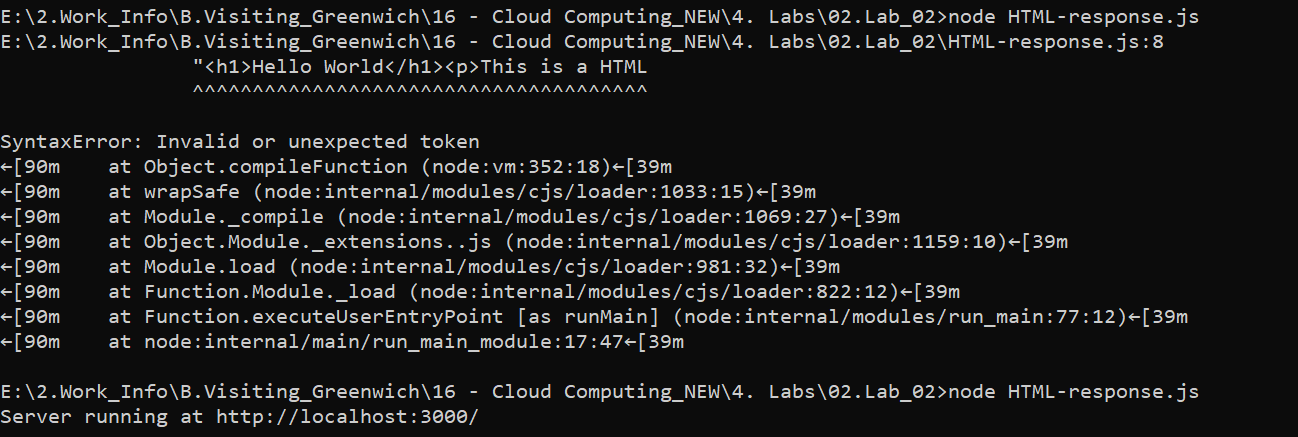 E:\2.Work_Info\B.Visiting_Greenwich\16 - Cloud Computing_NEW\4. Labs\02.Lab_02>node HTML-response.js
E:\2.Work_Info\B.Visiting_Greenwich\16 - Cloud Computing_NEW\4. Labs\02.Lab_02\HTML-response.js:8
                "<h1>Hello World</h1><p>This is a HTML
                ^^^^^^^^^^^^^^^^^^^^^^^^^^^^^^^^^^^^^^

SyntaxError: Invalid or unexpected token
←[90m    at Object.compileFunction (node:vm:352:18)←[39m
←[90m    at wrapSafe (node:internal/modules/cjs/loader:1033:15)←[39m
←[90m    at Module._compile (node:internal/modules/cjs/loader:1069:27)←[39m
←[90m    at Object.Module._extensions..js (node:internal/modules/cjs/loader:1159:10)←[39m
←[90m    at Module.load (node:internal/modules/cjs/loader:981:32)←[39m
←[90m    at Function.Module._load (node:internal/modules/cjs/loader:822:12)←[39m
←[90m    at Function.executeUserEntryPoint [as runMain] (node:internal/modules/run_main:77:12)←[39m
←[90m    at node:internal/main/run_main_module:17:47←[39m

E:\2.Work_Info\B.Visiting_Greenwich\16 - Cloud Computing_NEW\4. Labs\02.Lab_02>node HTML-response.js
Server running at http://localhost:3000/